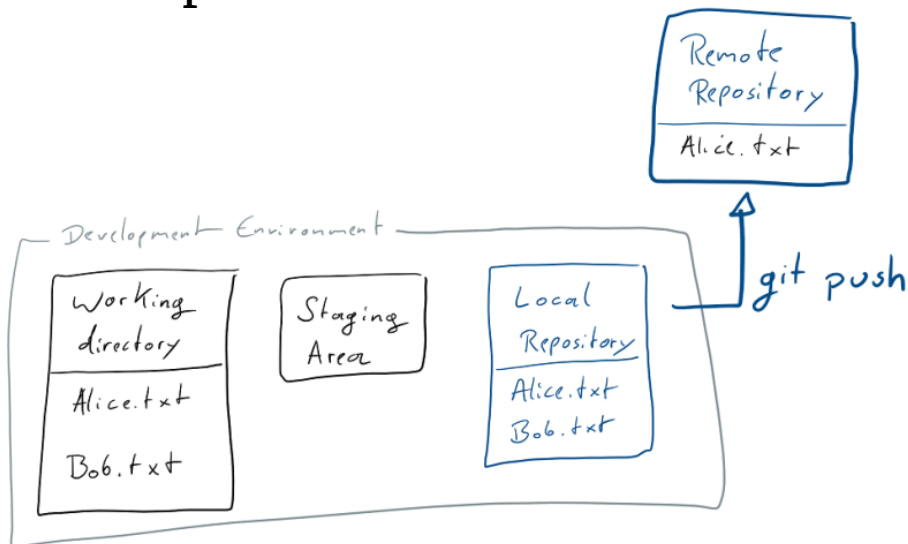 Remote
Repository
Alice.txt
Development Environment
Working
directory
Alice.txt
Bob.txt
Staging
Area
Local
Repository
Alice.txt
Bob.txt
git push